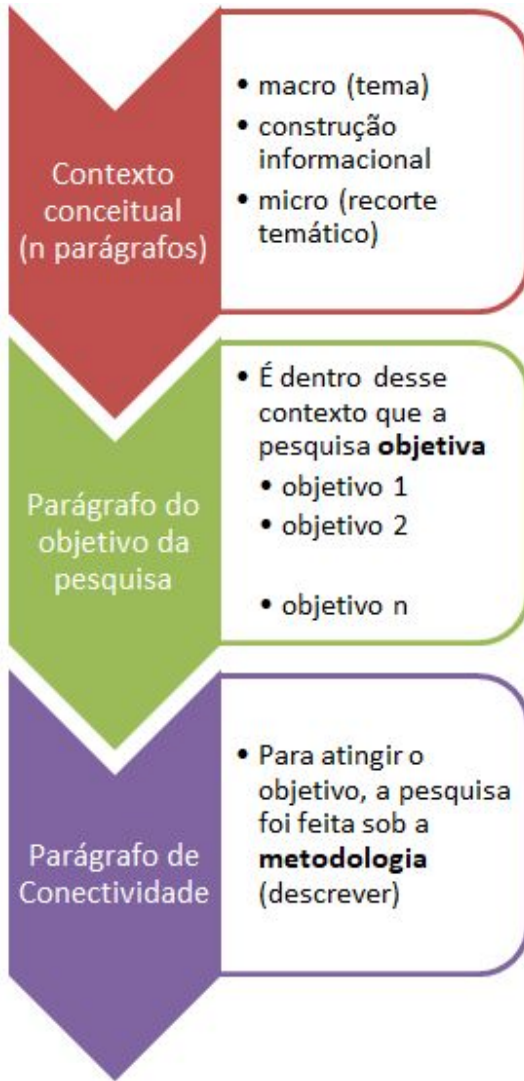 Contexto
conceitual
(n parágrafos)
• macro (tema)
• construção
informacional
• micro (recorte
temático)
Parágrafo do
objetivo da
pesquisa
• É dentro desse
contexto que a
pesquisa objetiva
• objetivo 1
• objetivo 2
• objetivo n
Parágrafo de
Conectividade
• Para atingir o
objetivo, a pesquisa
foi feita sob a
metodologia
(descrever)